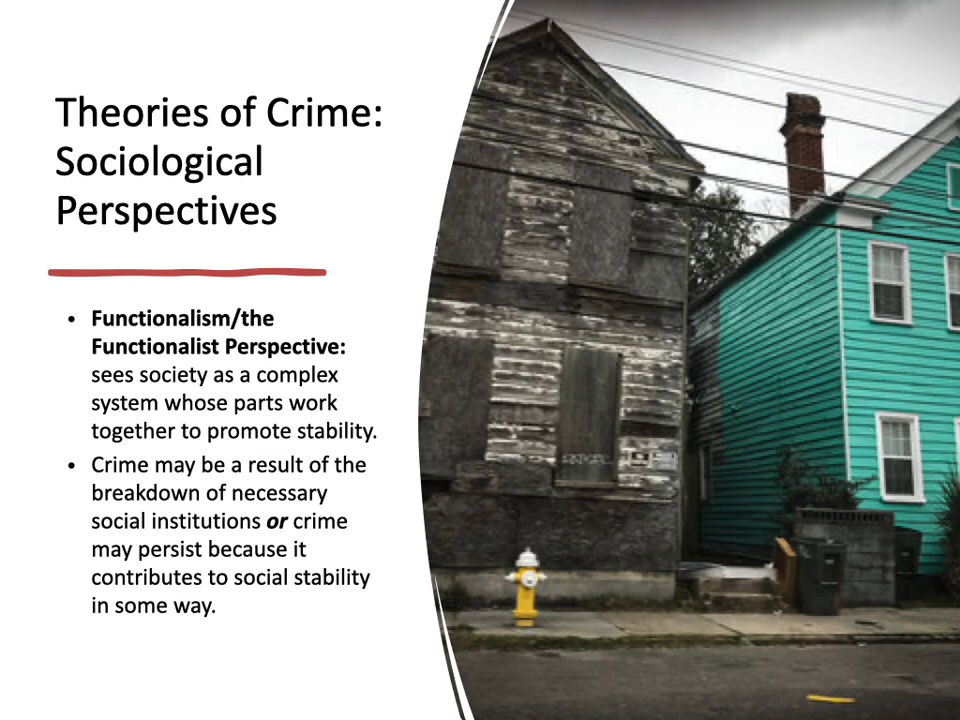 Theories of Crime:
Sociological
Perspectives
• Functionalism/the
Functionalist Perspective:
sees society as a complex
system whose parts work
together to promote stability.
• Crime may be a result of the
breakdown of necessary
social institutions or crime
may persist because it
contributes to social stability
in some way.